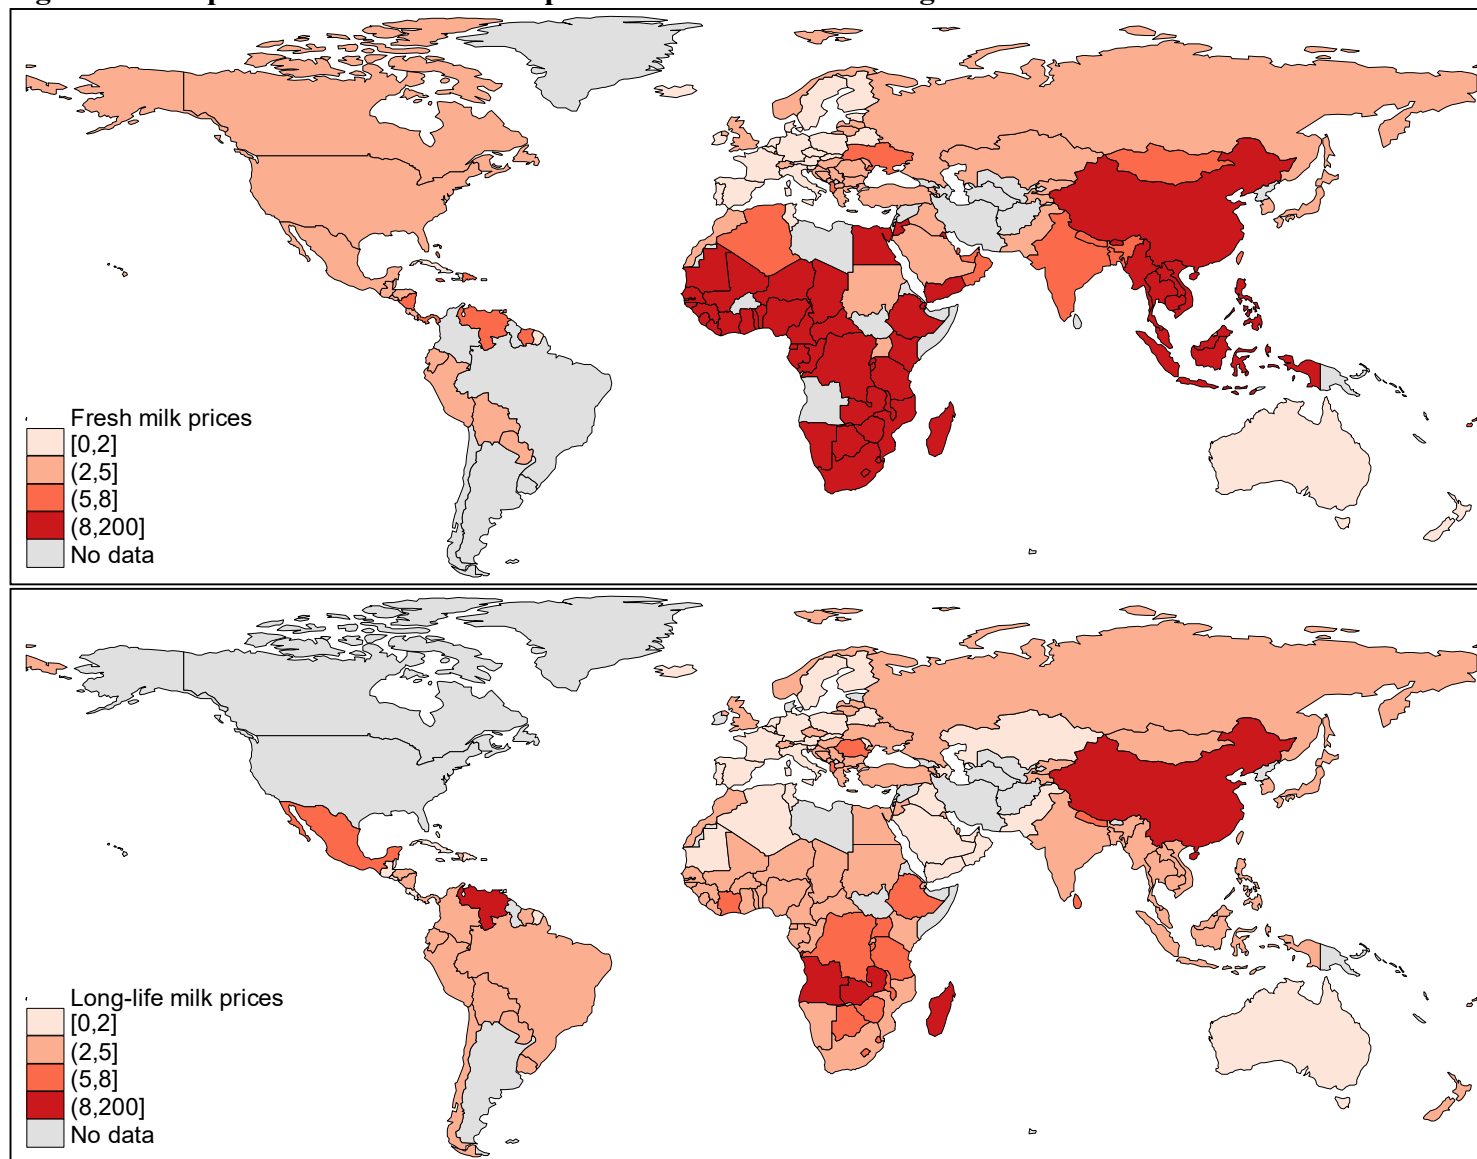 Fresh milk prices
[0,2]
(2,5]
(5,8]
(8,200]
No data
Long-life milk prices
[0,2]
(2,5]
(5,8]
(8,200]
No data